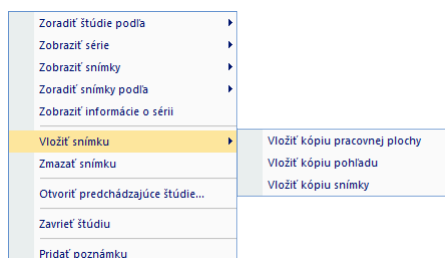 Zoradiť štúdie podľa
Zobraziť série
Zobraziť snímky
Zoradiť snímky podľa
Zobraziť informácie o sérii
Vložiť snímku
Zmazať snímku
Otvoriť predchádzajúce štúdie...
Zavrieť štúdiu
Pridať poznámku
Vložiť kópiu pracovnej plochy
Vložiť kópiu pohľadu
Vložiť kópiu snímky